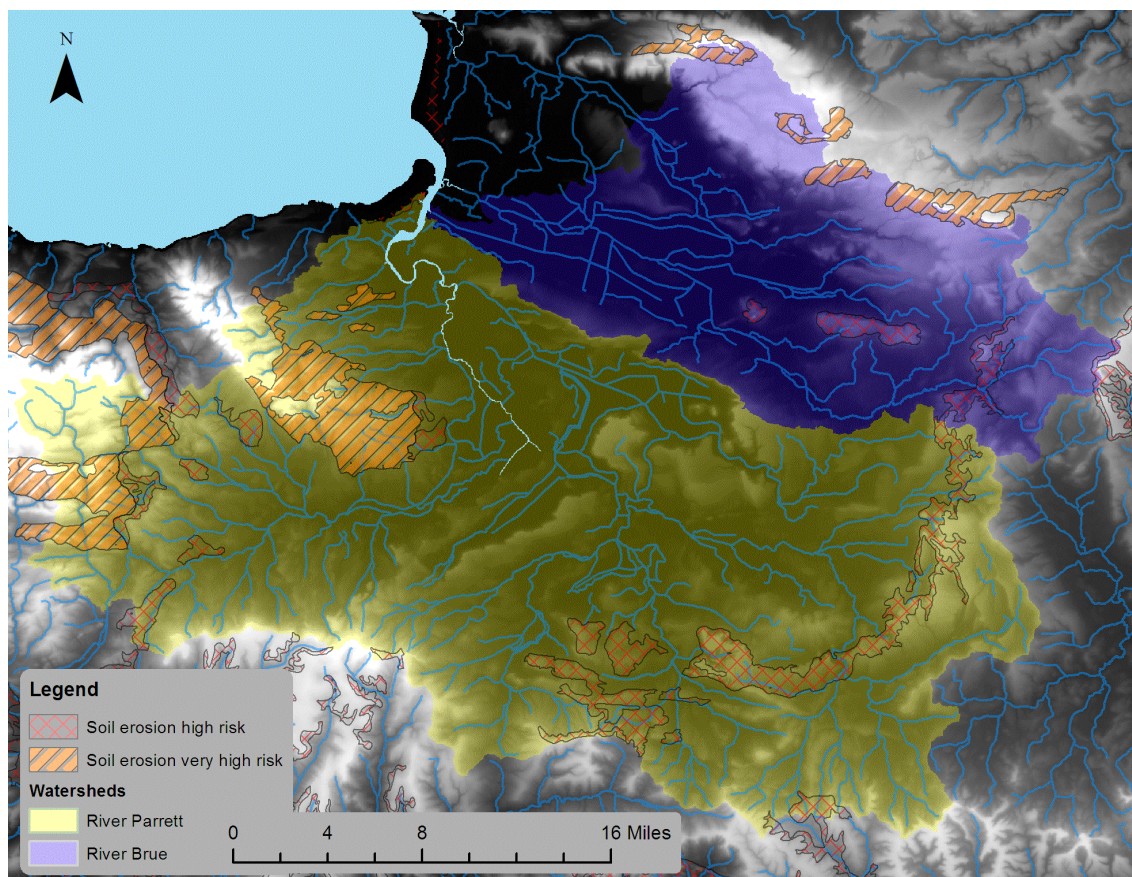 N
Legend
Soil erosion high risk
Soil erosion very high risk
Watersheds
River Parrett
River Brue
0 4 8 16 Miles